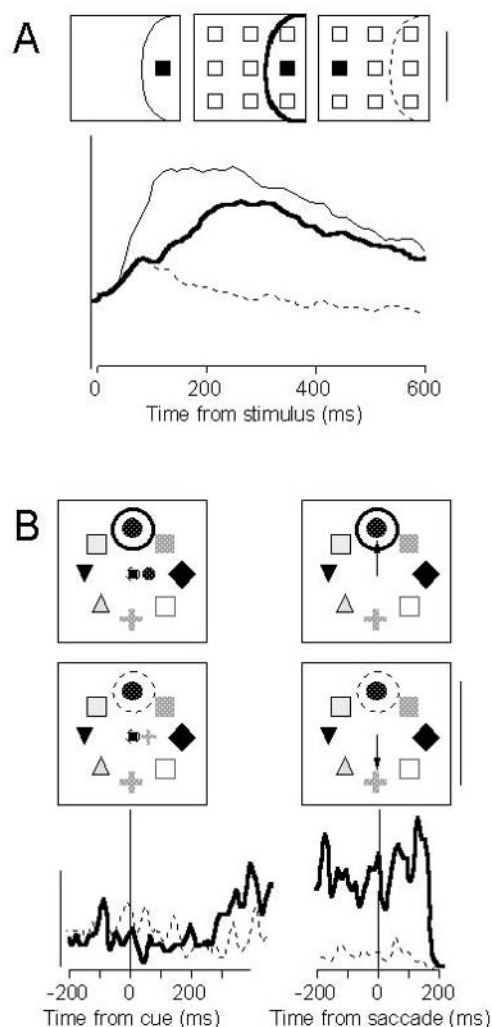 A
0 200 400 600
Time from stimulus (ms)
B
-200 0 200
Time from cue (ms)
-200 0 200
Time from saccade (ms)